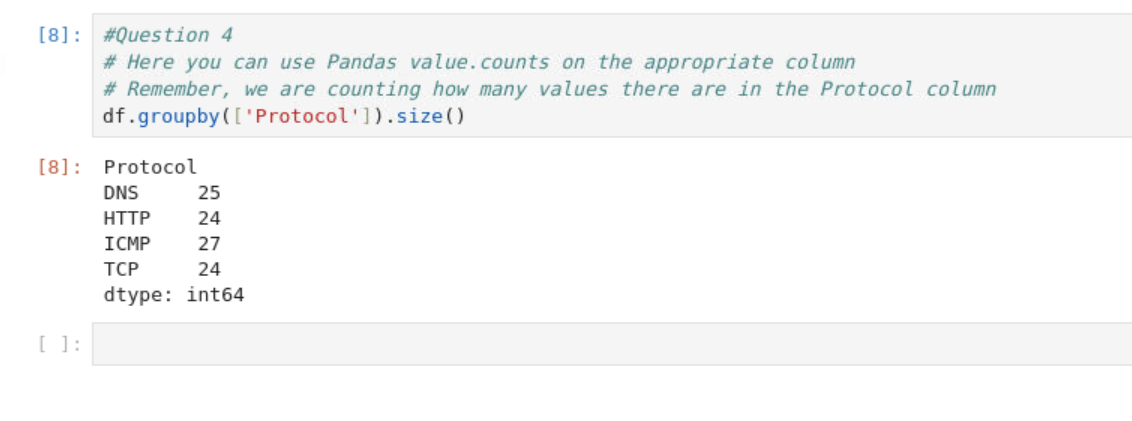 [8]: #Question 4
# Here you can use Pandas value.counts on the appropriate column
# Remember, we are counting how many values there are in the Protocol column
df.groupby(['Protocol']).size()
[8]: Protocol
DNS     25
HTTP    24
ICMP    27
TCP     24
dtype: int64
[ ]: